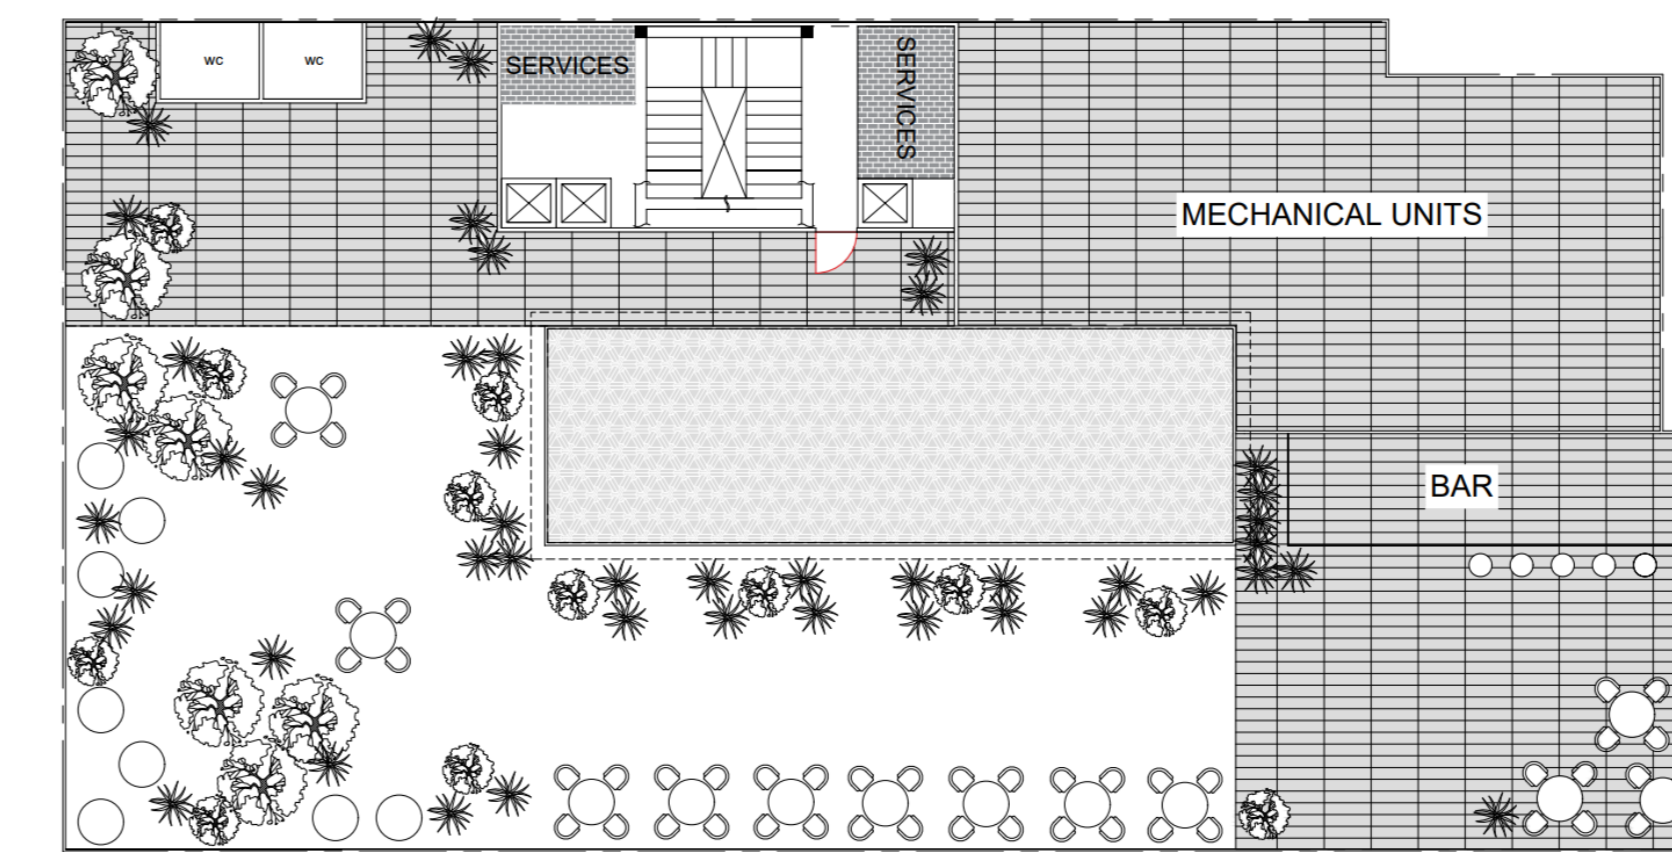 WC
WC
SERVICES
SERVICES
MECHANICAL UNITS
BAR